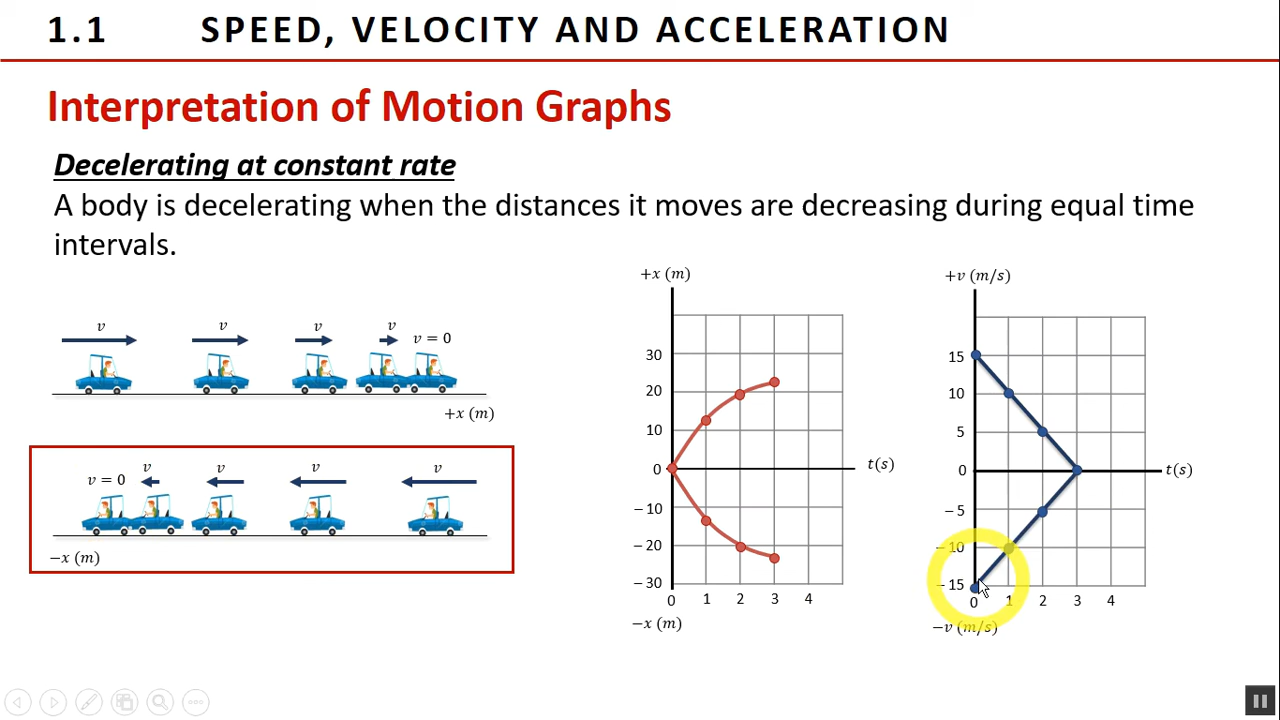 1.1 SPEED, VELOCITY AND ACCELERATION
Interpretation of Motion Graphs
Decelerating at constant rate
A body is decelerating when the distances it moves are decreasing during equal time
intervals.
v v v v
v = 0
+x (m)
v v v v
v = 0
−x (m)
+x (m)
30
20
10
0
−10
−20
−30
t(s)
0 1 2 3 4
−x (m)
+v (m/s)
15
10
5
0
−5
−10
−15
t(s)
0 1 2 3 4
−v (m/s)